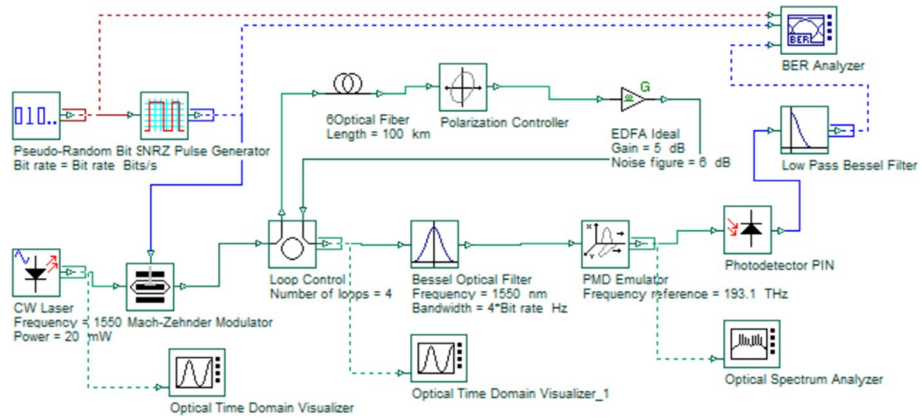 BER
BER Analyzer
G
6Optical Fiber
Length = 100 km
Polarization Controller
EDFA Ideal
Gain = 5 dB
Noise figure = 6 dB
010..
Pseudo-Random Bit SNRZ Pulse Generator
Bit rate = Bit rate Bits/s
Low Pass Bessel Filter
Loop Control
Number of loops = 4
Bessel Optical Filter
Frequency = 1550 nm
Bandwidth = 4*Bit rate Hz
X
Y
PMD Emulator
Frequency reference = 193.1 THz
Photodetector PIN
CW Laser
Frequency = 1550 Mach-Zehnder Modulator
Power = 20 mW
Optical Time Domain Visualizer
Optical Time Domain Visualizer_1
Optical Spectrum Analyzer